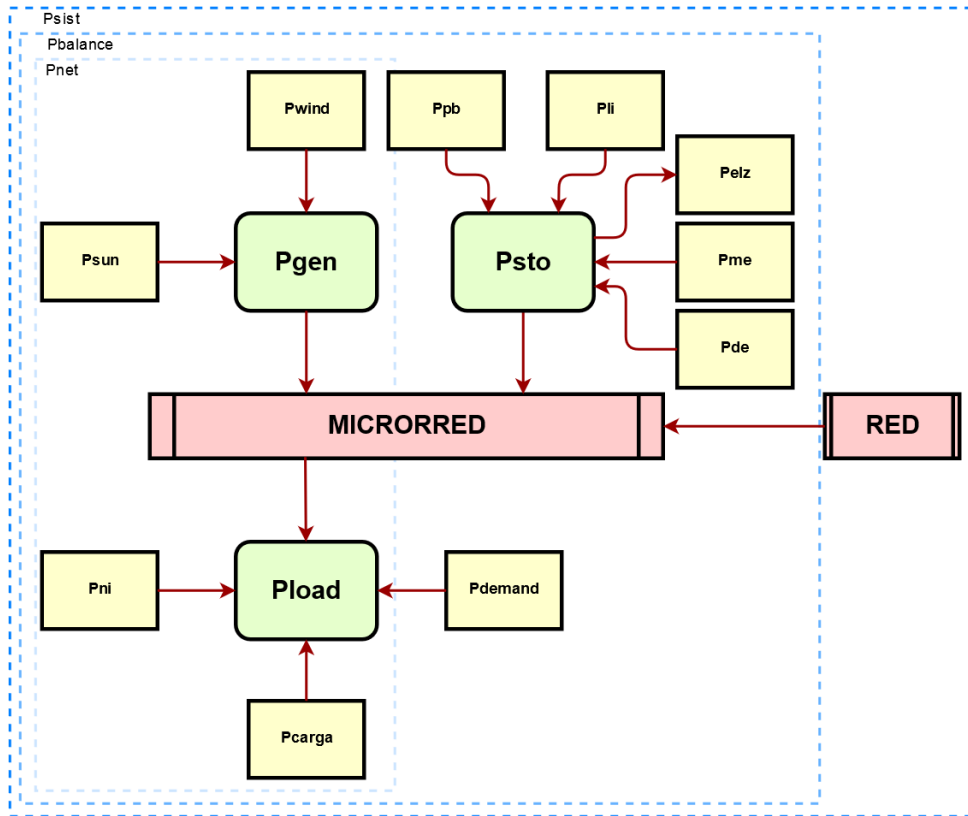 Psist
Pbalance
Pnet
Pwind
Ppb
Pli
Pelz
Psun
Pgen
Psto
Pme
Pde
MICRORRED
RED
Pni
Pload
Pdemand
Pcarga